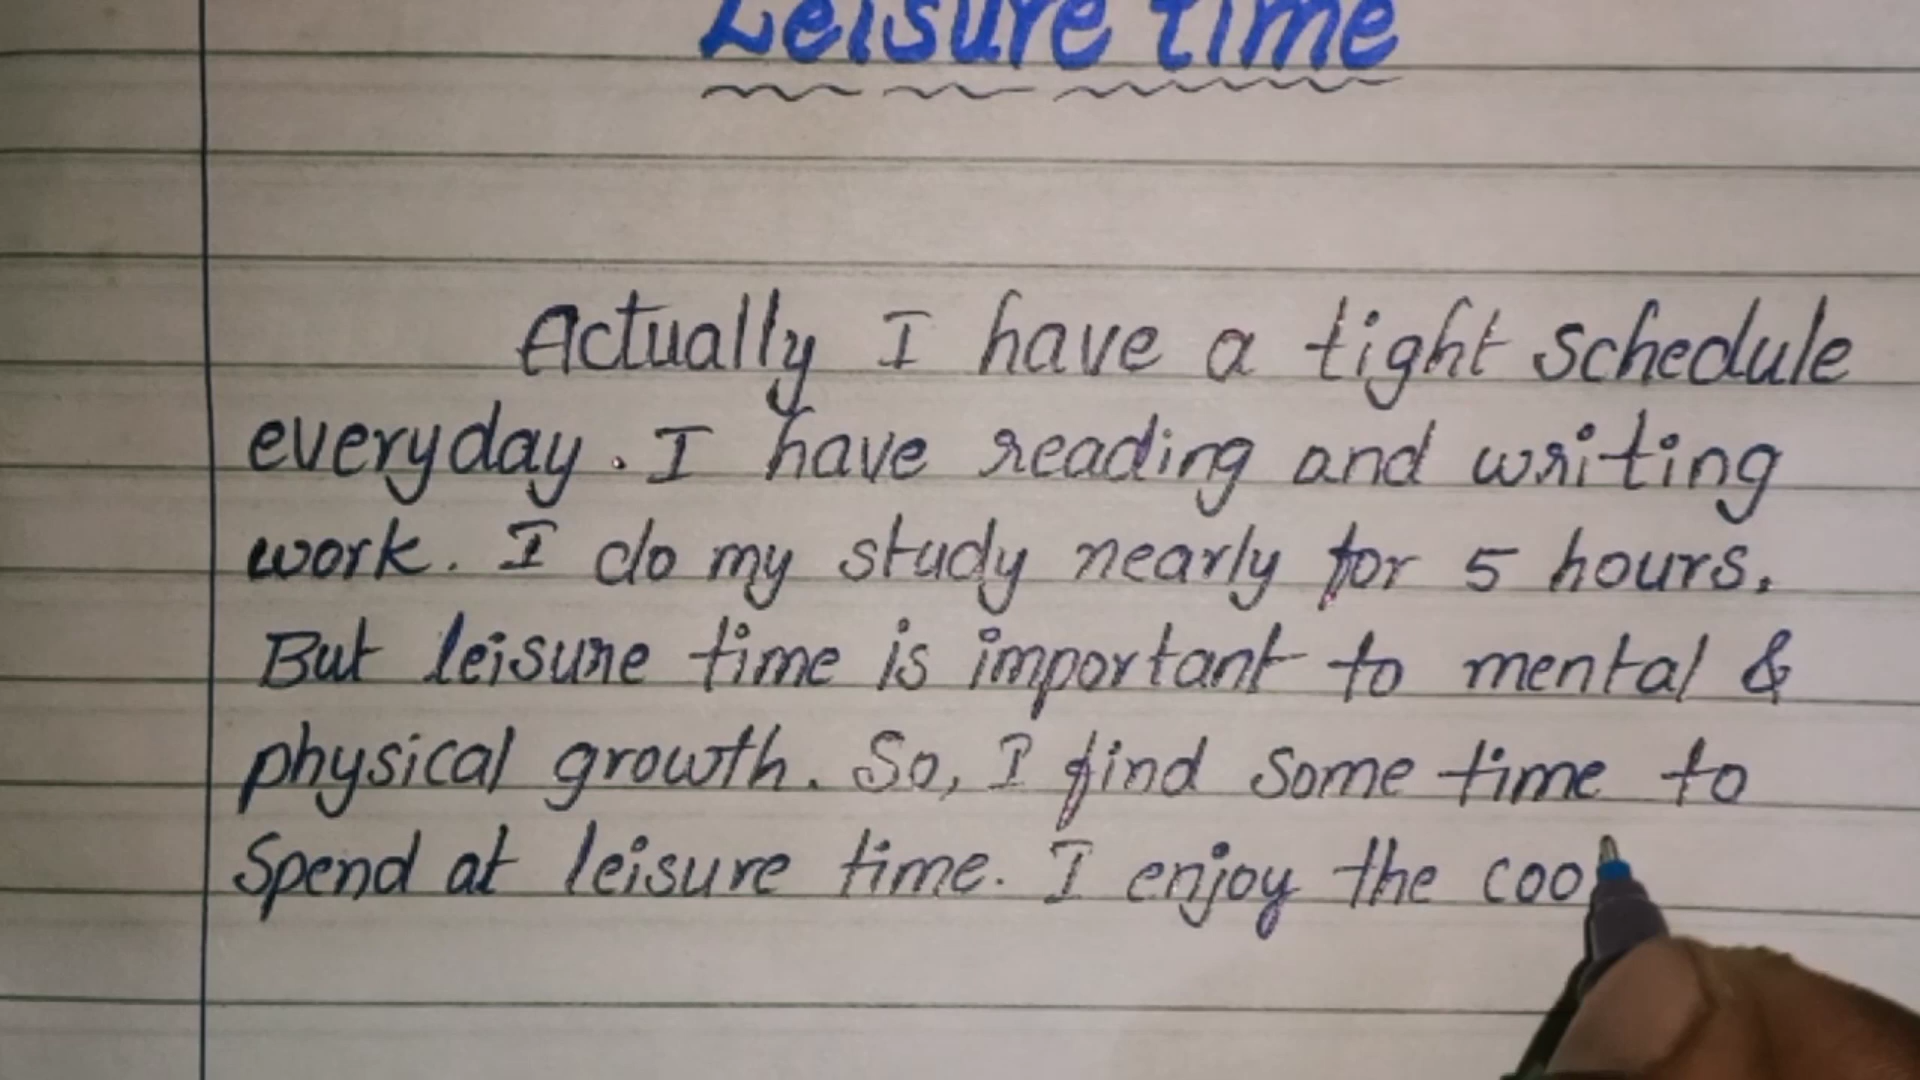 Leisure time
Actually I have a tight schedule
everyday. I have reading and writing
work. I do my study nearly for 5 hours.
But leisure time is important to mental &
physical growth. So, I find some time to
Spend at leisure time. I enjoy the coo